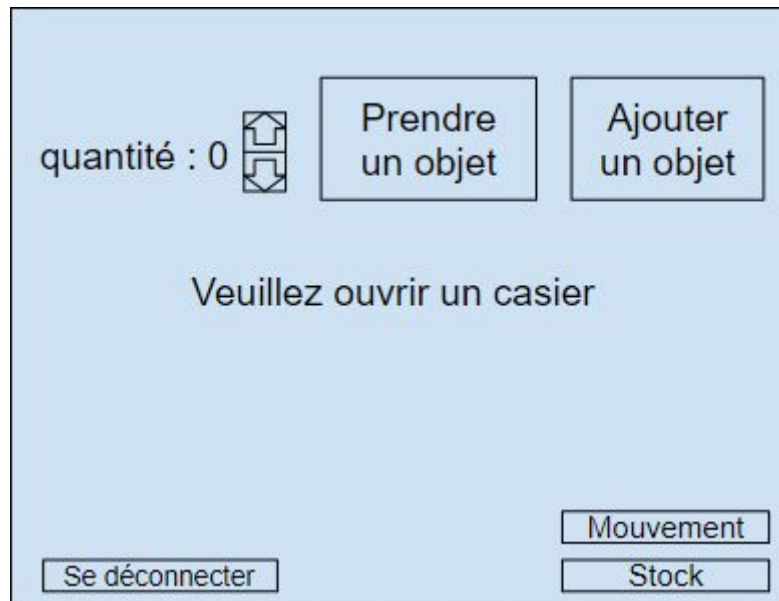 quantité : 0
Prendre
un objet
Ajouter
un objet
Veuillez ouvrir un casier
Mouvement
Se déconnecter
Stock